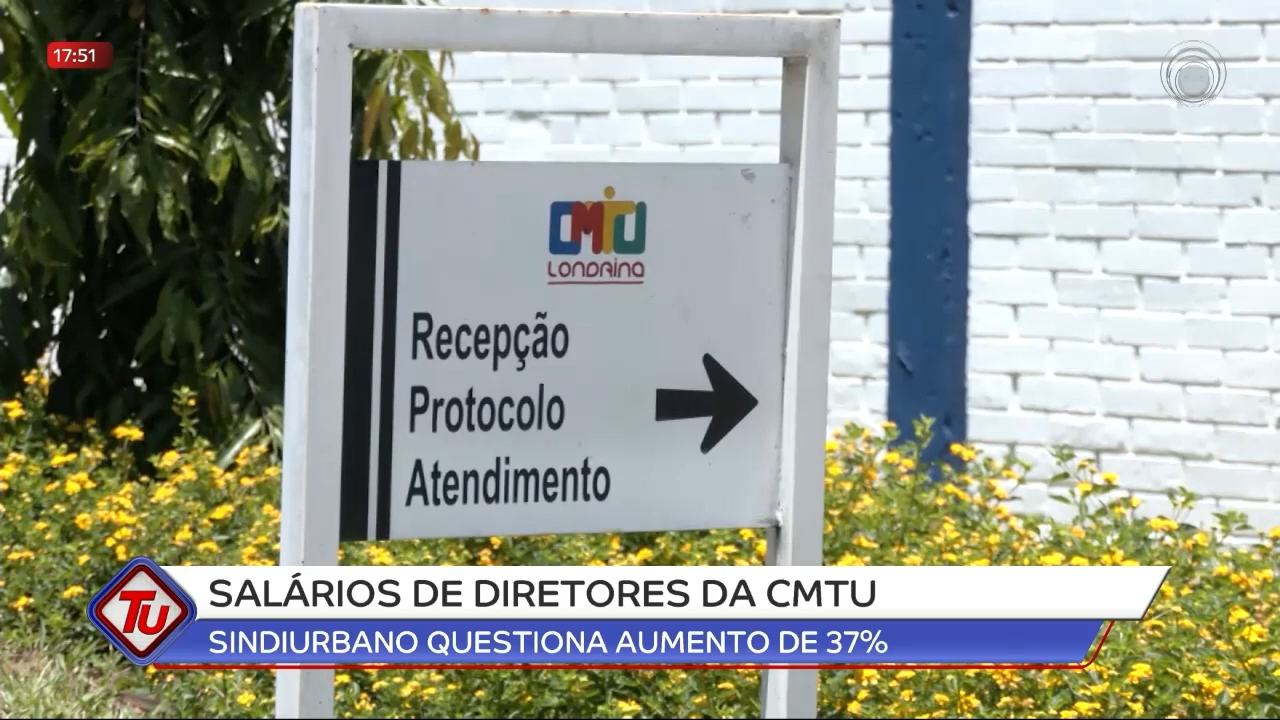 17:51
CMTU
LONDRINA
Recepção
Protocolo
Atendimento
TU
SALÁRIOS DE DIRETORES DA CMTU
SINDIURBANO QUESTIONA AUMENTO DE 37%